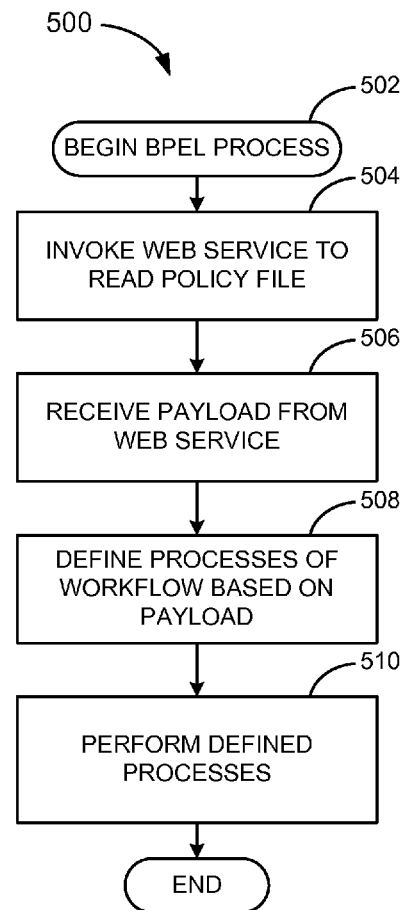 500
502
BEGIN BPEL PROCESS
504
INVOKE WEB SERVICE TO
READ POLICY FILE
506
RECEIVE PAYLOAD FROM
WEB SERVICE
508
DEFINE PROCESSES OF
WORKFLOW BASED ON
PAYLOAD
510
PERFORM DEFINED
PROCESSES
END